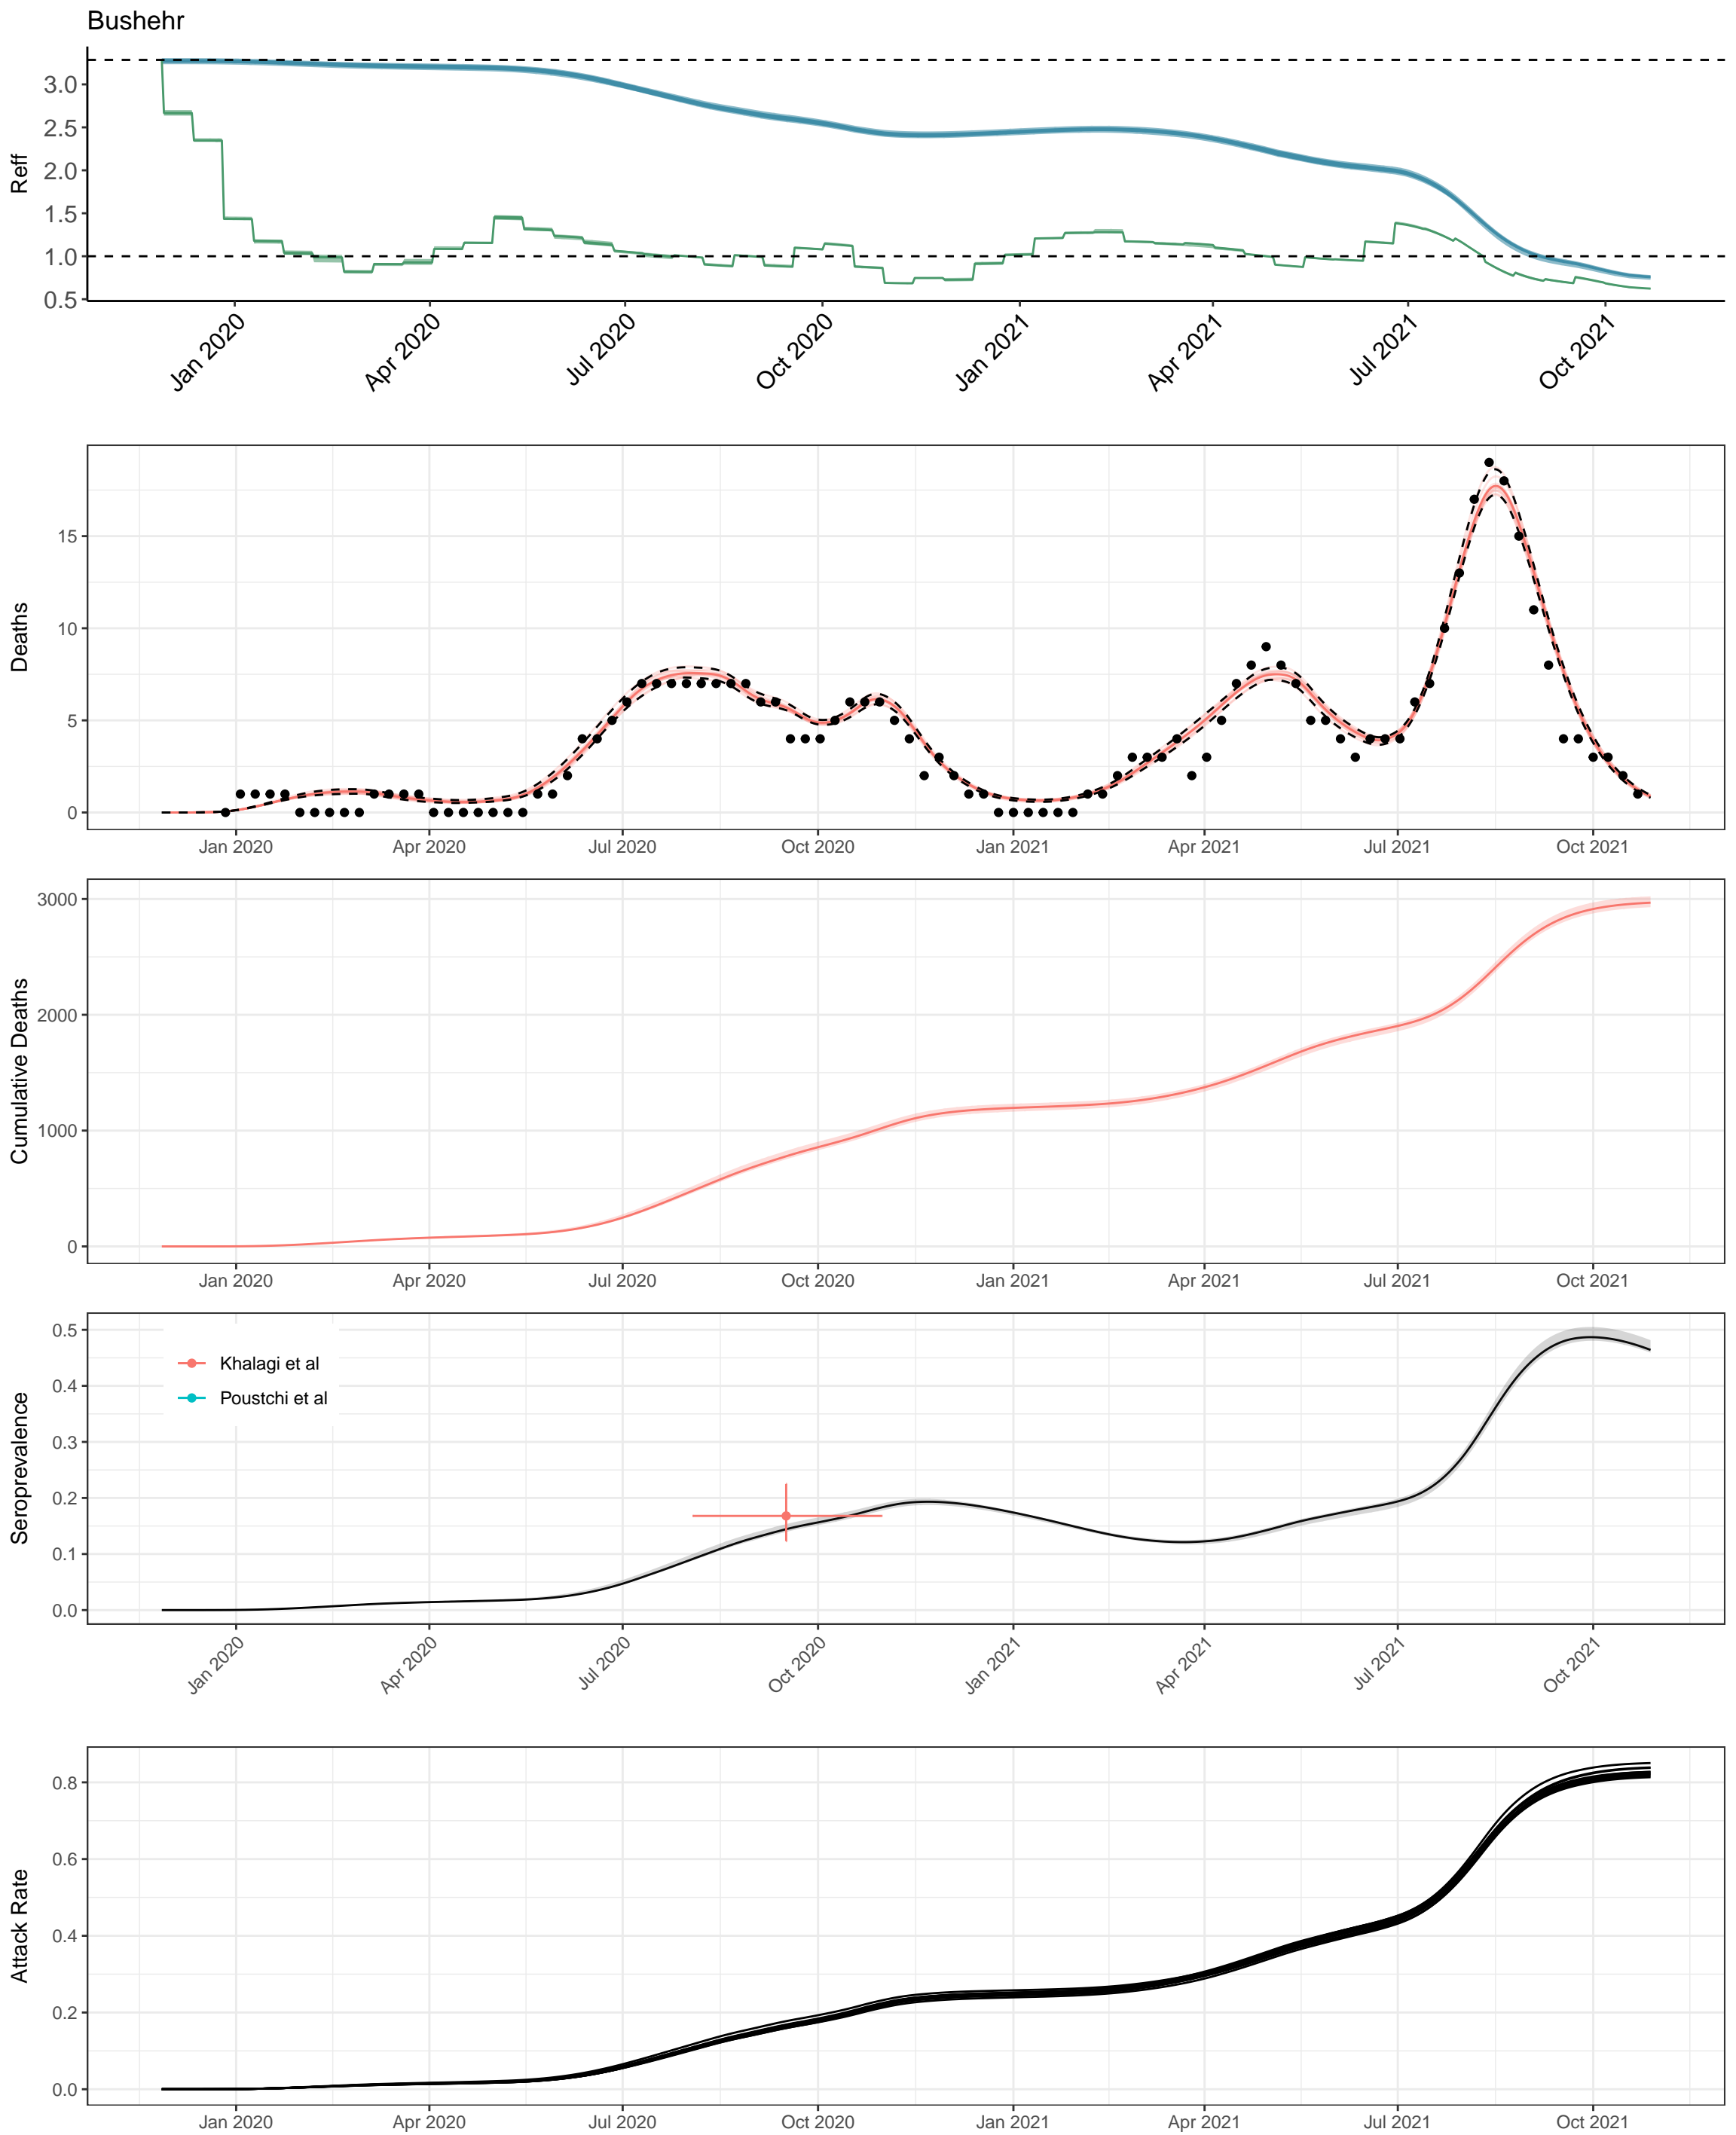 Bushehr
Reff
3.0
2.5
2.0
1.5
1.0
0.5
Jan 2020
Apr 2020
Jul 2020
Oct 2020
Jan 2021
Apr 2021
Jul 2021
Oct 2021
Deaths
15
10
5
0
Jan 2020
Apr 2020
Jul 2020
Oct 2020
Jan 2021
Apr 2021
Jul 2021
Oct 2021
Cumulative Deaths
3000
2000
1000
0
Jan 2020
Apr 2020
Jul 2020
Oct 2020
Jan 2021
Apr 2021
Jul 2021
Oct 2021
Seroprevalence
0.5
0.4
0.3
0.2
0.1
0.0
Khalagi et al
Poustchi et al
Jan 2020
Apr 2020
Jul 2020
Oct 2020
Jan 2021
Apr 2021
Jul 2021
Oct 2021
Attack Rate
0.8
0.6
0.4
0.2
0.0
Jan 2020
Apr 2020
Jul 2020
Oct 2020
Jan 2021
Apr 2021
Jul 2021
Oct 2021